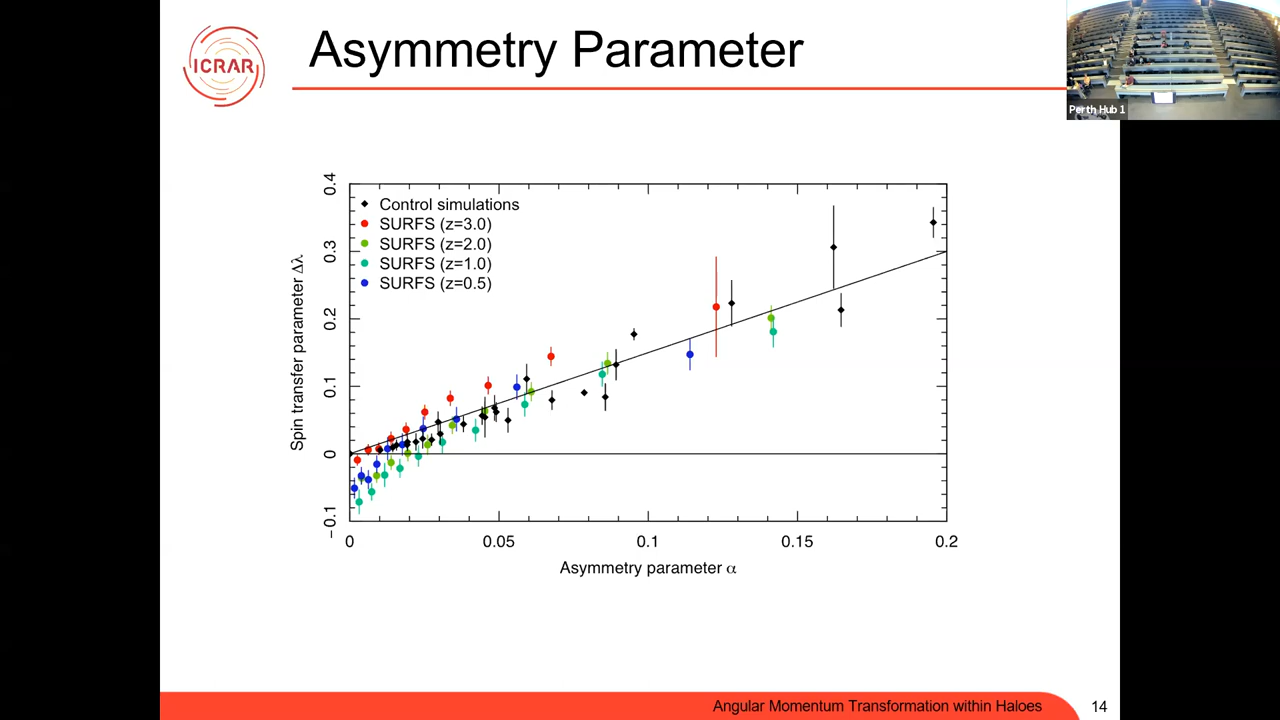 ICRAR
Asymmetry Parameter
Perth Hub 1
Control simulations
SURFS (z=3.0)
SURFS (z=2.0)
SURFS (z=1.0)
SURFS (z=0.5)
Spin transfer parameter Δλ
0.4
0.3
0.2
0.1
0
−0.1
0 0.05 0.1 0.15 0.2
Asymmetry parameter α
Angular Momentum Transformation within Haloes 14